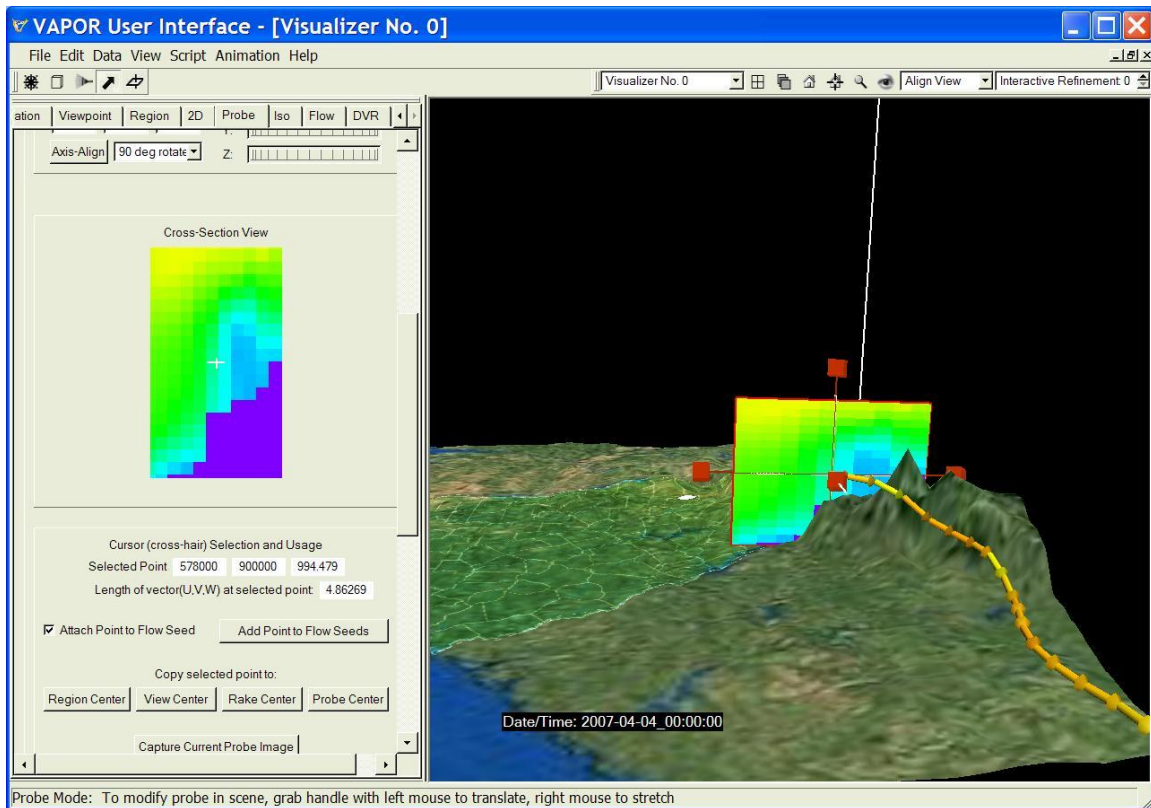 VAPOR User Interface - [Visualizer No. 0]
File Edit Data View Script Animation Help
Visualizer No. 0 Align View Interactive Refinement: 0
ation Viewpoint Region 2D Probe Iso Flow DVR
Axis-Align 90 deg rotate Z:
Cross-Section View
Cursor (cross-hair) Selection and Usage
Selected Point 578000 900000 994.479
Length of vector(U,V,W) at selected point: 4.86269
Attach Point to Flow Seed Add Point to Flow Seeds
Copy selected point to:
Region Center View Center Rake Center Probe Center
Capture Current Probe Image
Date/Time: 2007-04-04_00:00:00
Probe Mode: To modify probe in scene, grab handle with left mouse to translate, right mouse to stretch